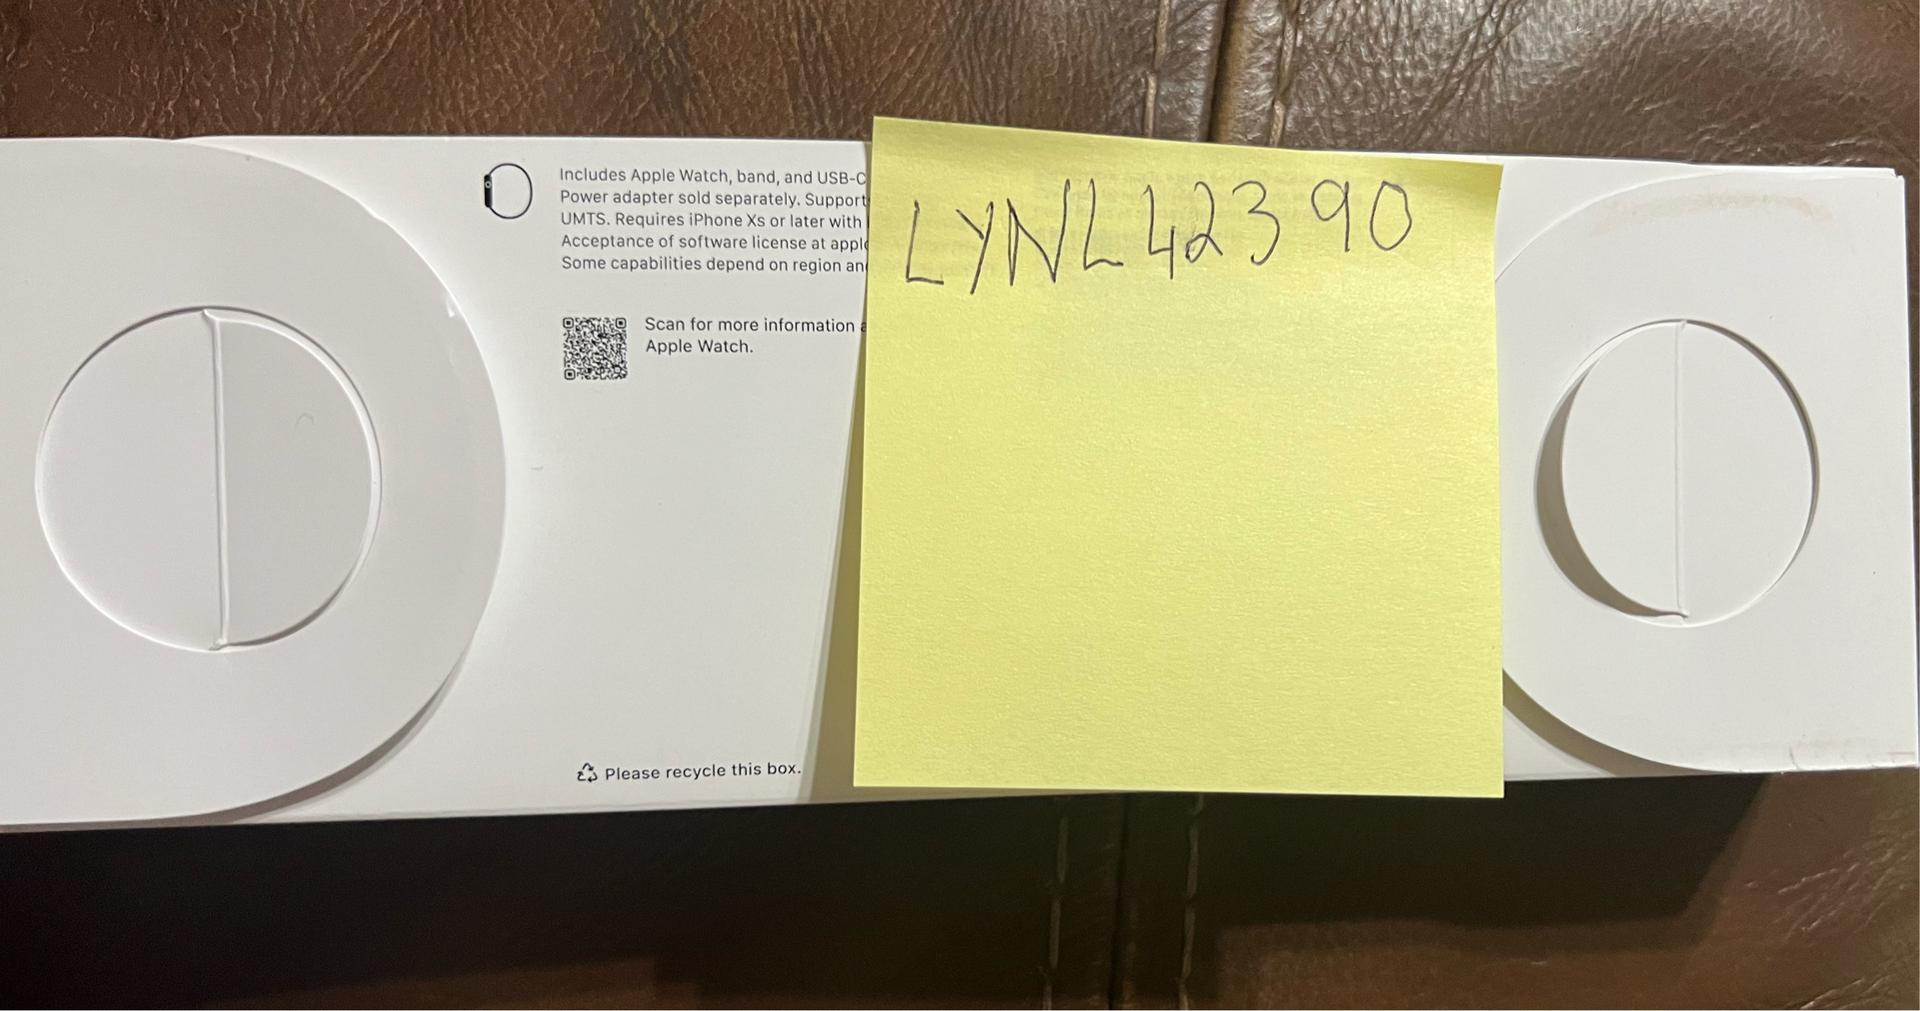 Includes Apple Watch, band, and USB-C
Power adapter sold separately. Support
UMTS. Requires iPhone Xs or later with
Acceptance of software license at appl
Some capabilities depend on region an
Scan for more information a
Apple Watch.
Please recycle this box.
LYNL42390